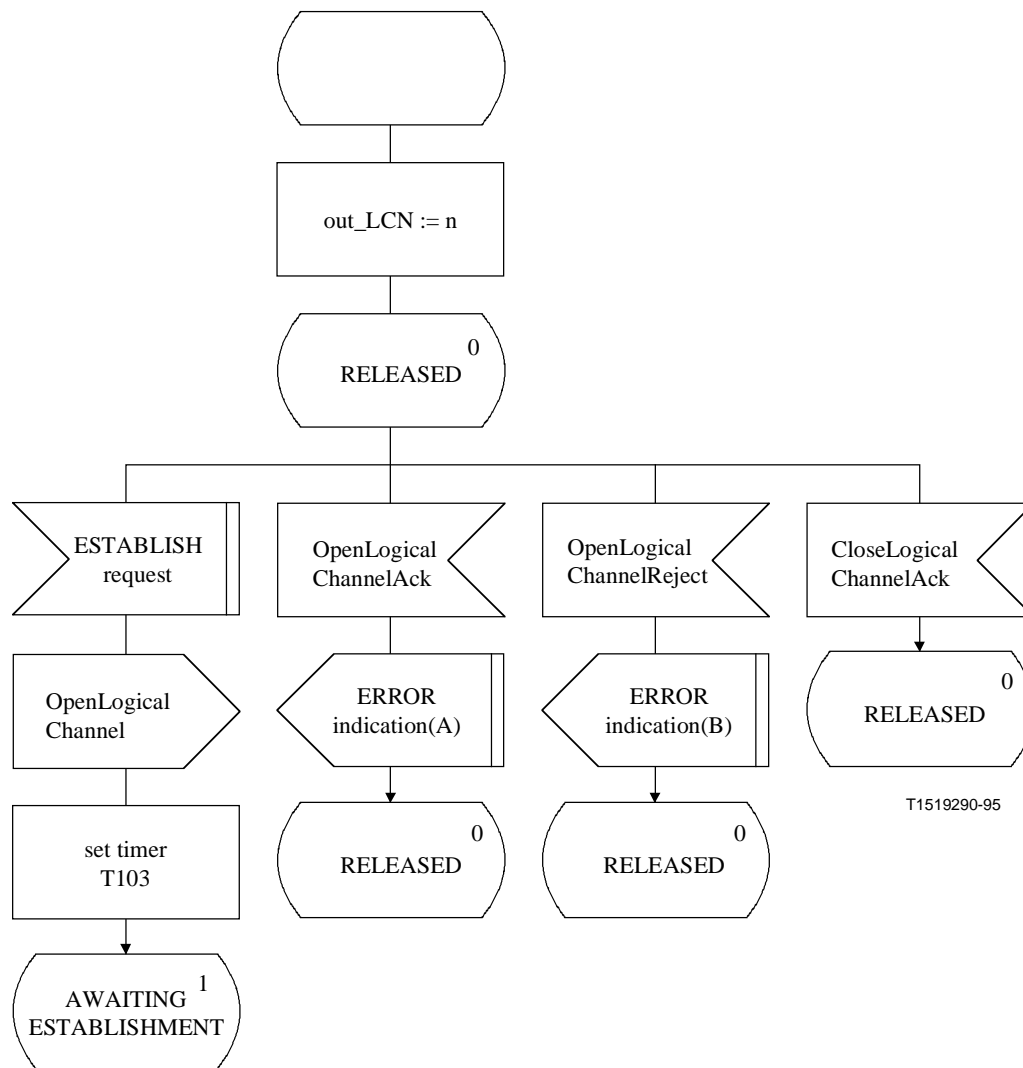 out_LCN := n
0
RELEASED
ESTABLISH
request
OpenLogical
ChannelAck
OpenLogical
ChannelReject
CloseLogical
ChannelAck
OpenLogical
Channel
ERROR
indication(A)
ERROR
indication(B)
0
RELEASED
set timer
T103
0
RELEASED
0
RELEASED
T1519290-95
1
AWAITING
ESTABLISHMENT